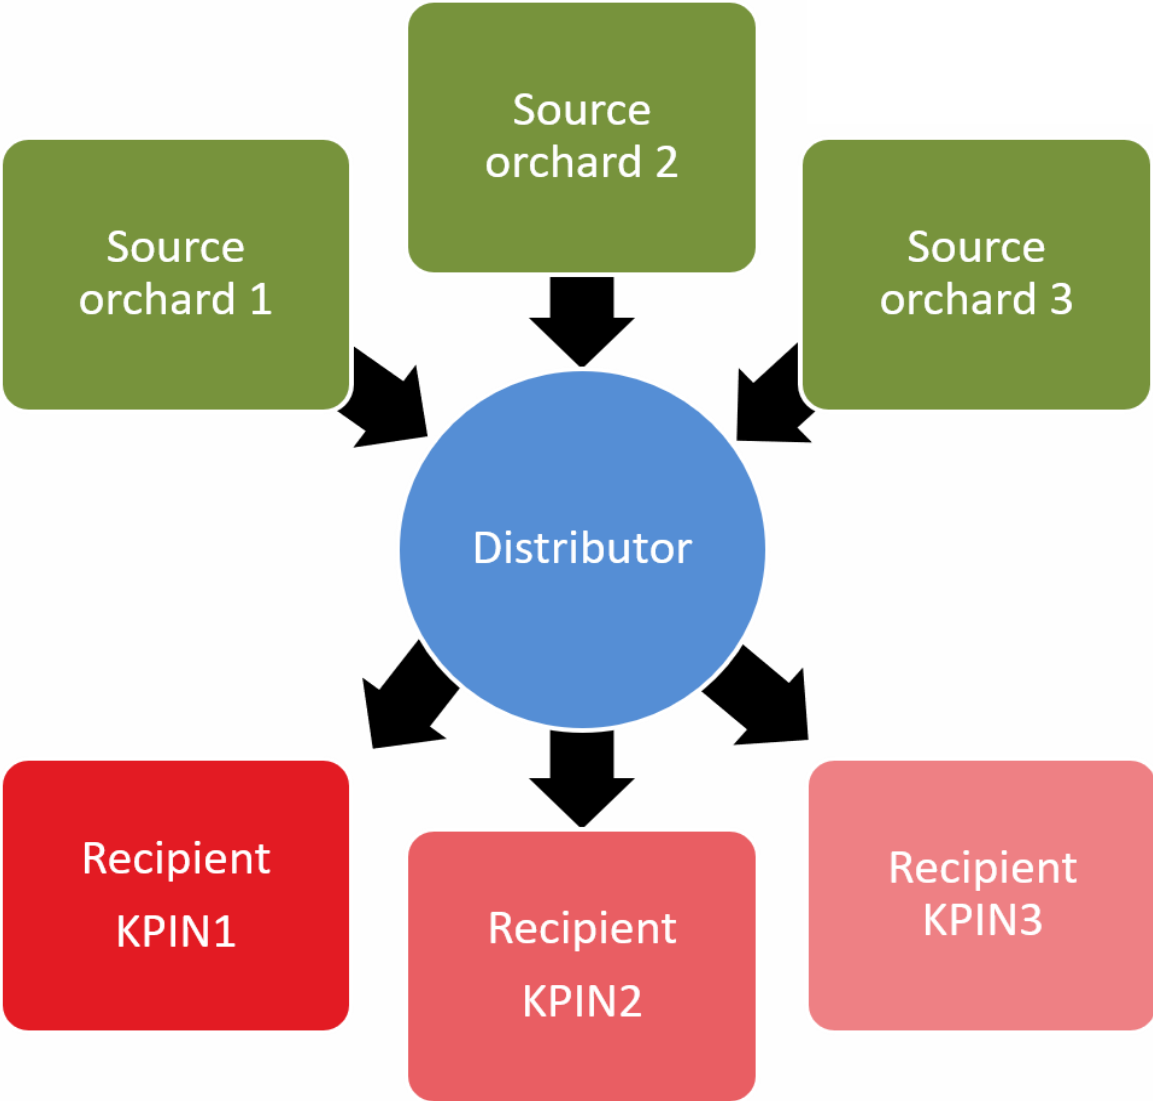 Source
orchard 2
Source
orchard 1
Source
orchard 3
Distributor
Recipient
KPIN1
Recipient
KPIN2
Recipient
KPIN3